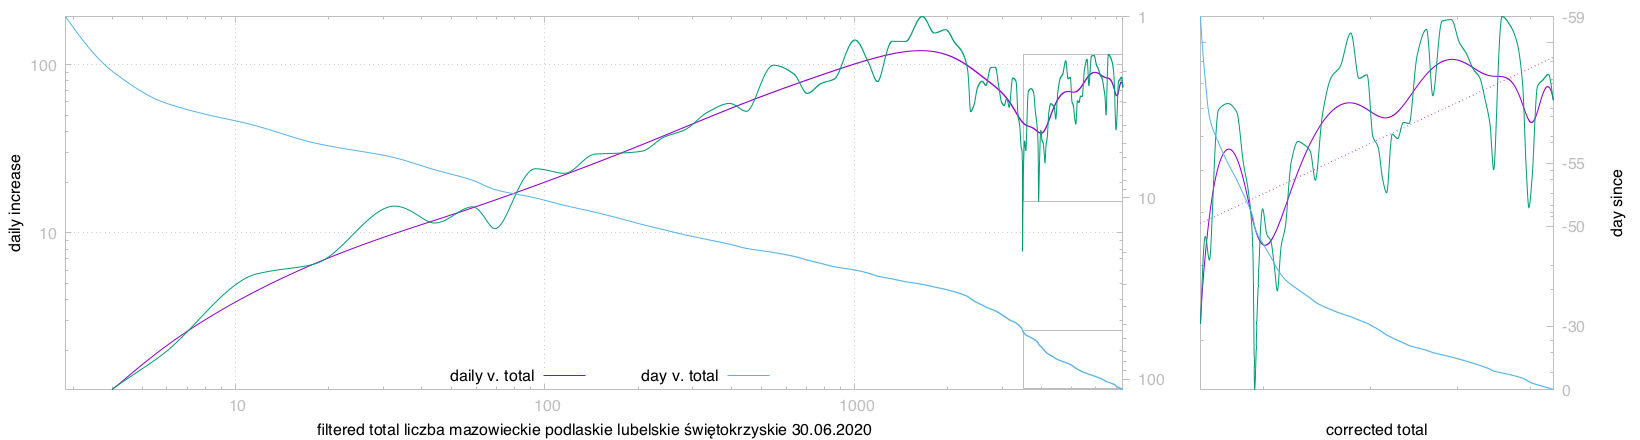 daily increase
100
10
10
100
1000
daily v. total
day v. total
1
10
100
filtered total liczba mazowieckie podlaskie lubelskie świętokrzyskie 30.06.2020
-59
-55
-50
-30
0
day since
corrected total